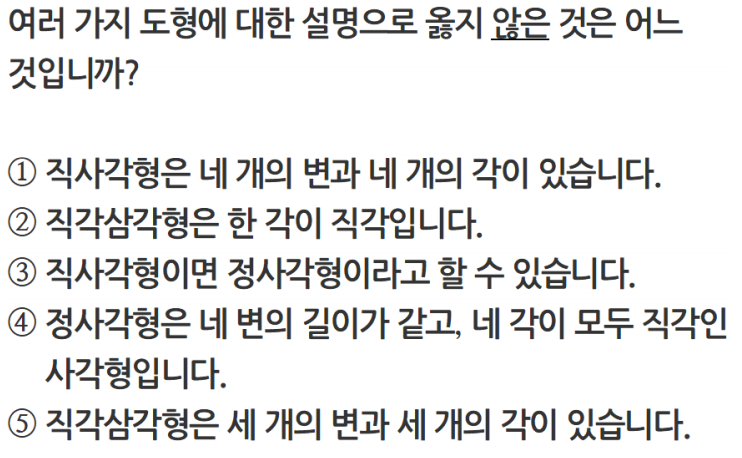 여러 가지 도형에 대한 설명으로 옳지 않은 것은 어느
것입니까?
① 직사각형은 네 개의 변과 네 개의 각이 있습니다.
② 직각삼각형은 한 각이 직각입니다.
③ 직사각형이면 정사각형이라고 할 수 있습니다.
④ 정사각형은 네 변의 길이가 같고, 네 각이 모두 직각인
사각형입니다.
⑤ 직각삼각형은 세 개의 변과 세 개의 각이 있습니다.